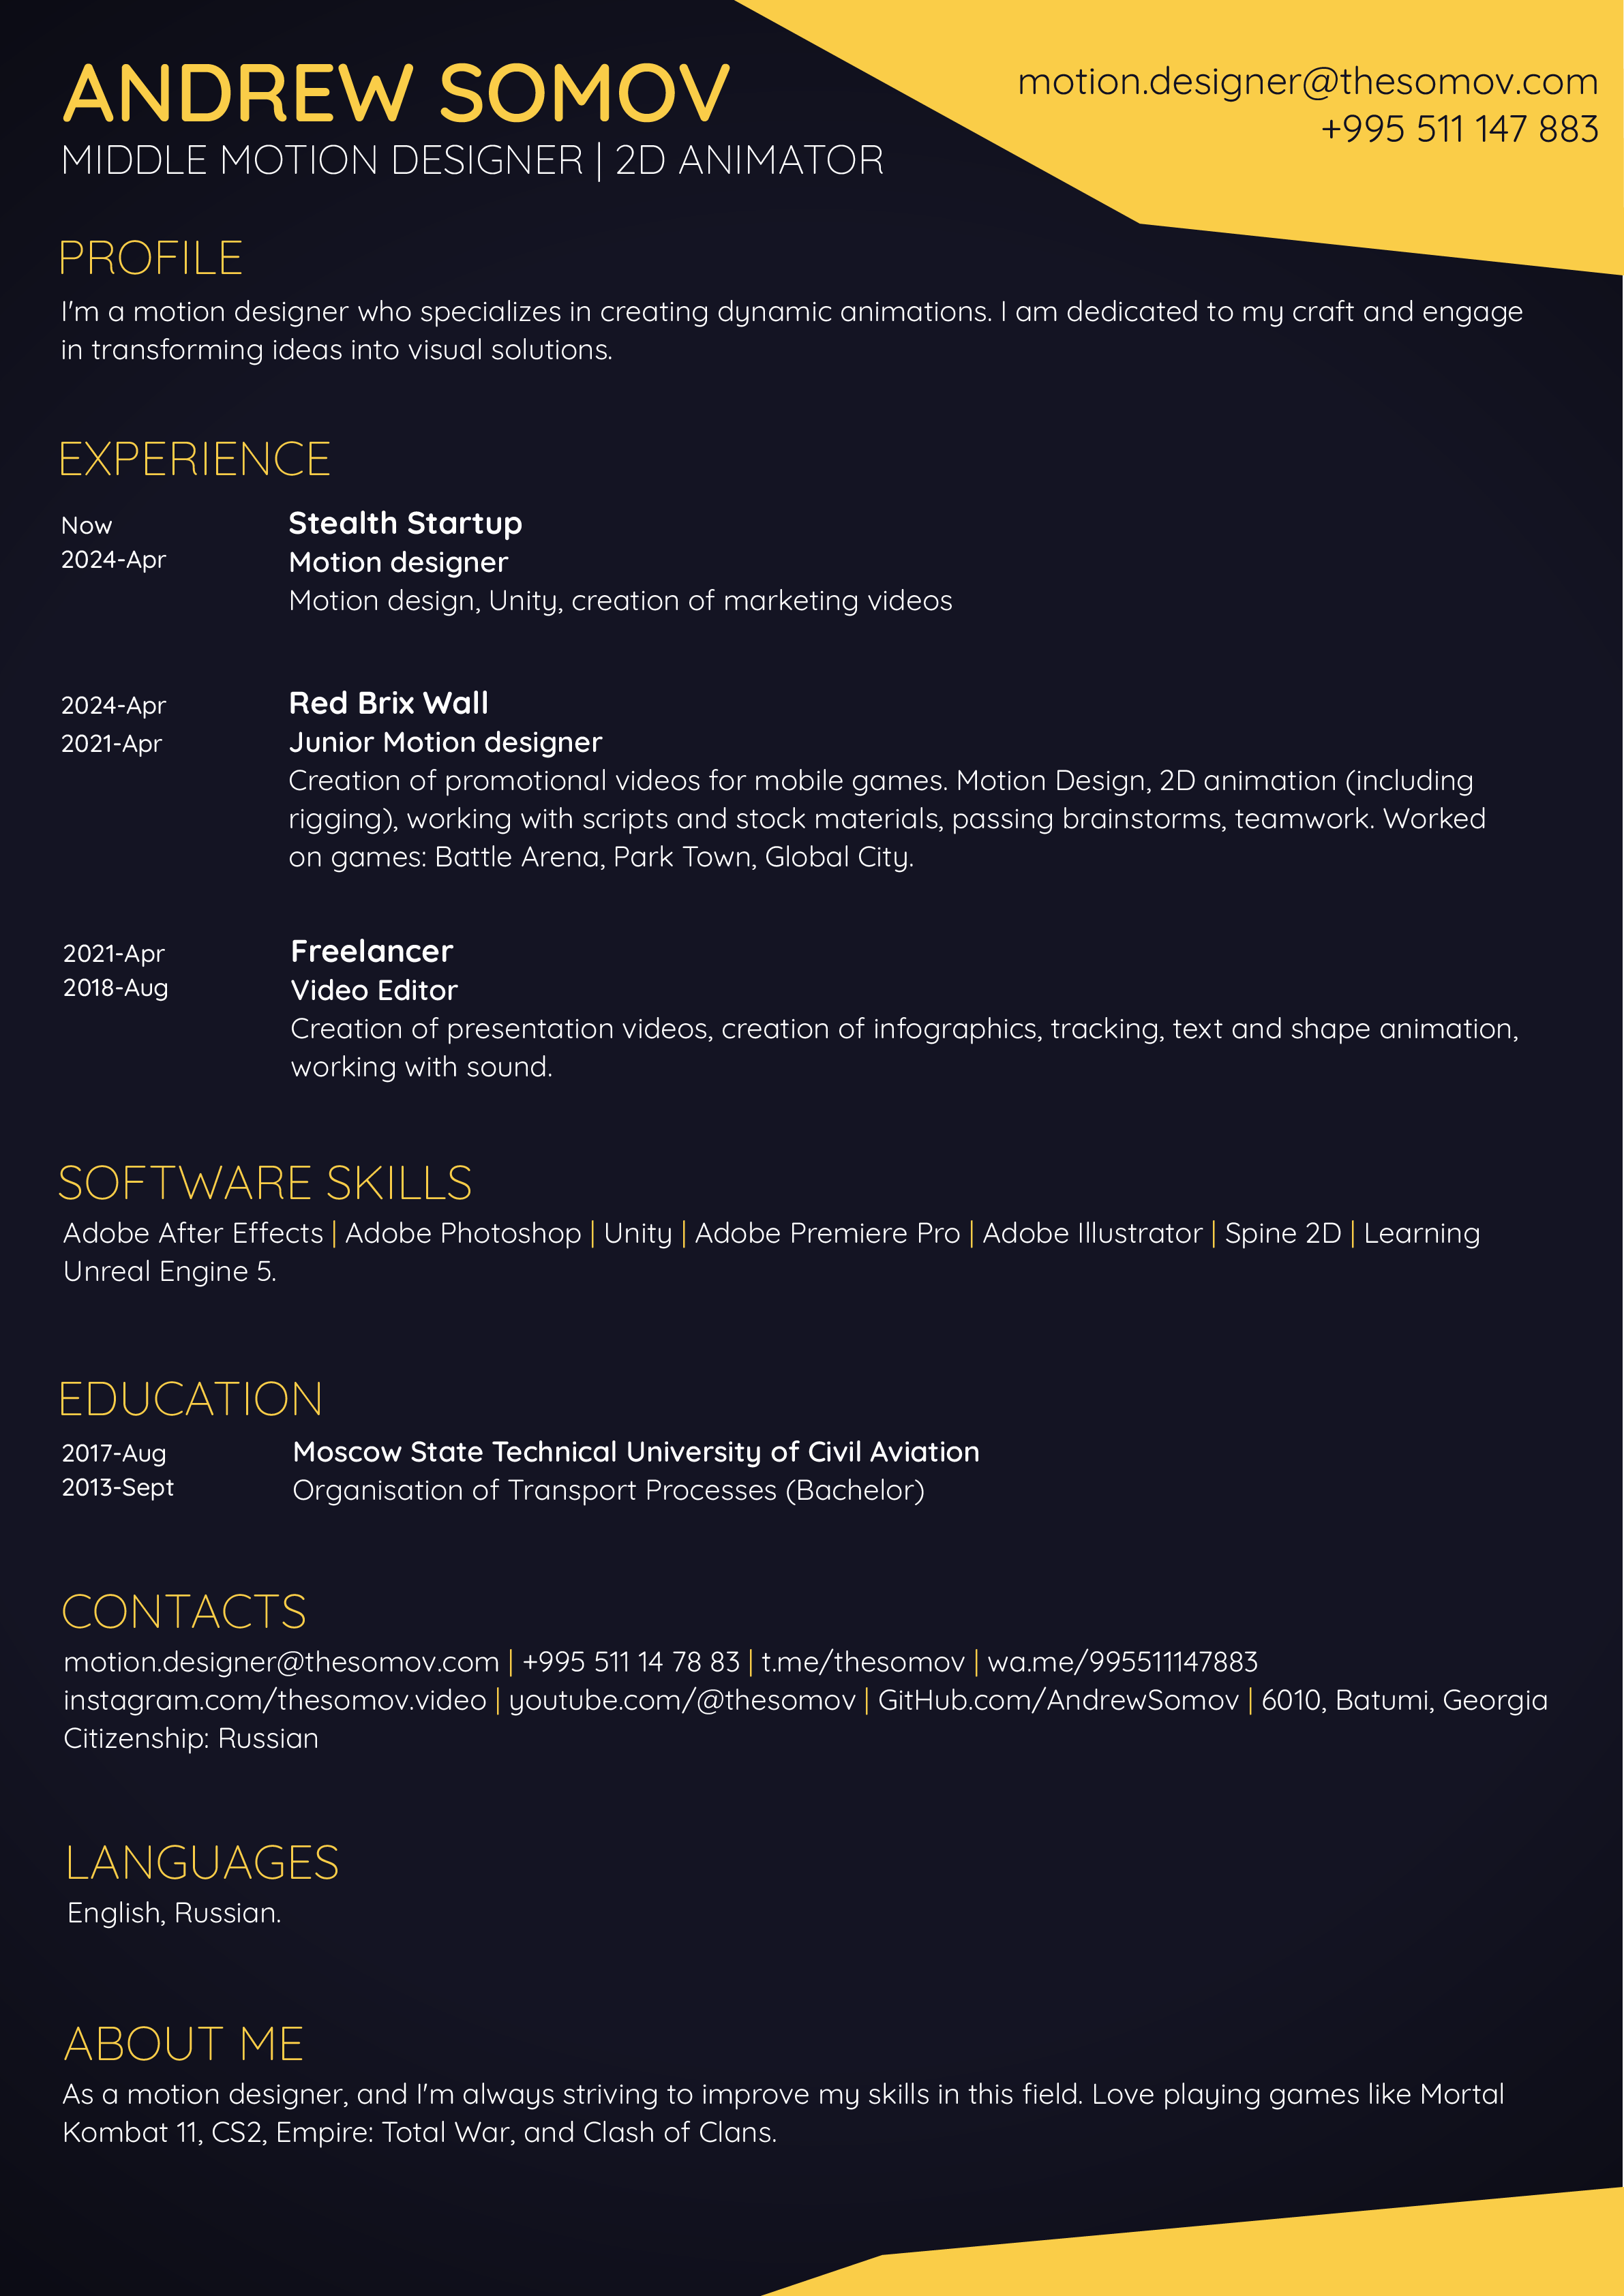 ANDREW SOMOV
MIDDLE MOTION DESIGNER | 2D ANIMATOR
motion.designer@thesomov.com
+995 511 147 883
PROFILE
I'm a motion designer who specializes in creating dynamic animations. I am dedicated to my craft and engage
in transforming ideas into visual solutions.
EXPERIENCE
Now
2024-Apr
Stealth Startup
Motion designer
Motion design, Unity, creation of marketing videos
2024-Apr
2021-Apr
Red Brix Wall
Junior Motion designer
Creation of promotional videos for mobile games. Motion Design, 2D animation (including
rigging), working with scripts and stock materials, passing brainstorms, teamwork. Worked
on games: Battle Arena, Park Town, Global City.
2021-Apr
2018-Aug
Freelancer
Video Editor
Creation of presentation videos, creation of infographics, tracking, text and shape animation,
working with sound.
SOFTWARE SKILLS
Adobe After Effects | Adobe Photoshop | Unity | Adobe Premiere Pro | Adobe Illustrator | Spine 2D | Learning
Unreal Engine 5.
EDUCATION
2017-Aug
2013-Sept
Moscow State Technical University of Civil Aviation
Organisation of Transport Processes (Bachelor)
CONTACTS
motion.designer@thesomov.com | +995 511 14 78 83 | t.me/thesomov | wa.me/995511147883
instagram.com/thesomov.video | youtube.com/@thesomov | GitHub.com/AndrewSomov | 6010, Batumi, Georgia
Citizenship: Russian
LANGUAGES
English, Russian.
ABOUT ME
As a motion designer, and I'm always striving to improve my skills in this field. Love playing games like Mortal
Kombat 11, CS2, Empire: Total War, and Clash of Clans.